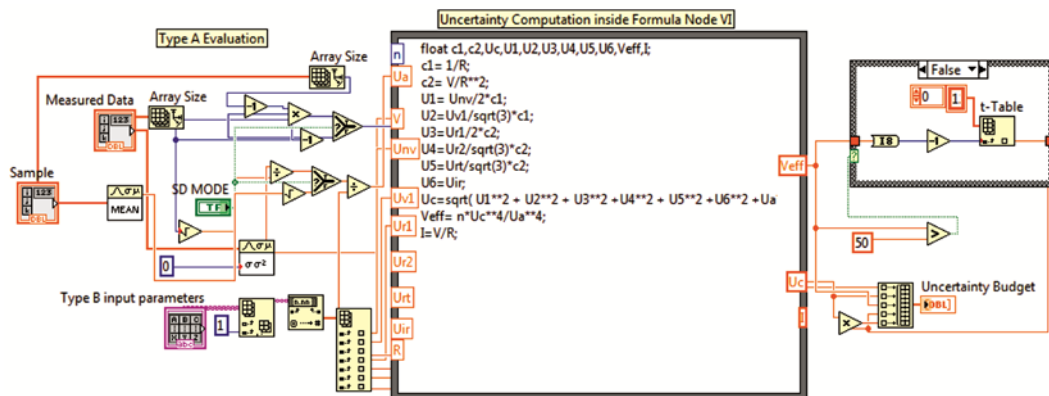 Uncertainty Computation inside Formula Node VI
Type A Evaluation
Array Size
Measured Data
Array Size
Sample
SD MODE
TF
MEAN
0
Type B input parameters
1
n
Ua
V
Unv
Uv1
Ur1
Ur2
Urt
Uir
R
float c1,c2,Uc,U1,U2,U3,U4,U5,U6,Veff,I;
c1= 1/R;
c2= V/R**2;
U1= Unv/2*c1;
U2=Uv1/sqrt(3)*c1;
U3=Ur1/2*c2;
U4=Ur2/sqrt(3)*c2;
U5=Urt/sqrt(3)*c2;
U6=Uir;
Uc=sqrt( U1**2 + U2**2 + U3**2 +U4**2 + U5**2 +U6**2 +Ua
Veff= n*Uc**4/Ua**4;
I=V/R;
Veff
Uc
I
False
0
1
t-Table
I8
-1
50
>
Uncertainty Budget
DBL